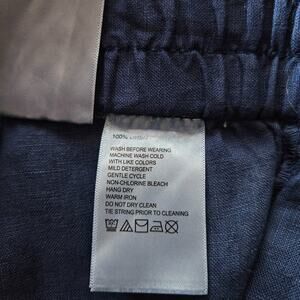 100%
WASH BEFORE WEARING
MACHINE WASH COLD
WITH LIKE COLORS
MILD DETERGENT
GENTLE CYCLE
NON-CHLORINE BLEACH
HANG DRY
WARM IRON
DO NOT DRY CLEAN
TIE STRING PRIOR TO CLEANING